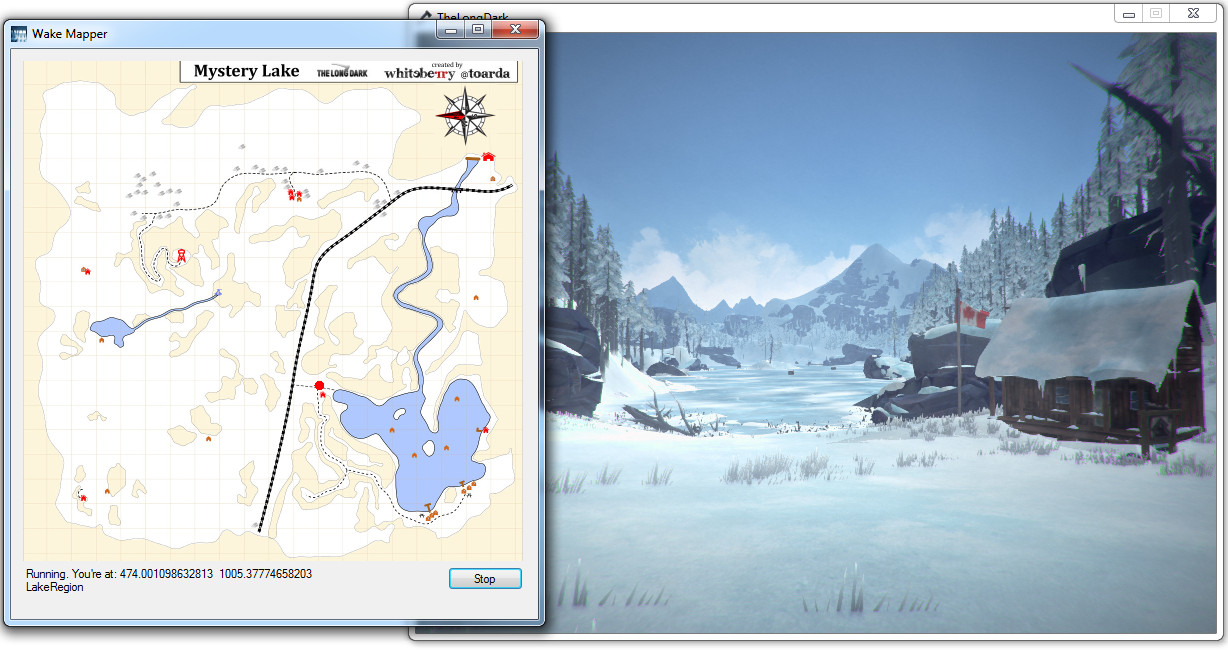 TheLongDark
Wake Mapper
Mystery Lake
THE LONG DARK
created by
whiteberry @toarda
Running. You're at: 474.001098632813 1005.37774658203
LakeRegion
Stop